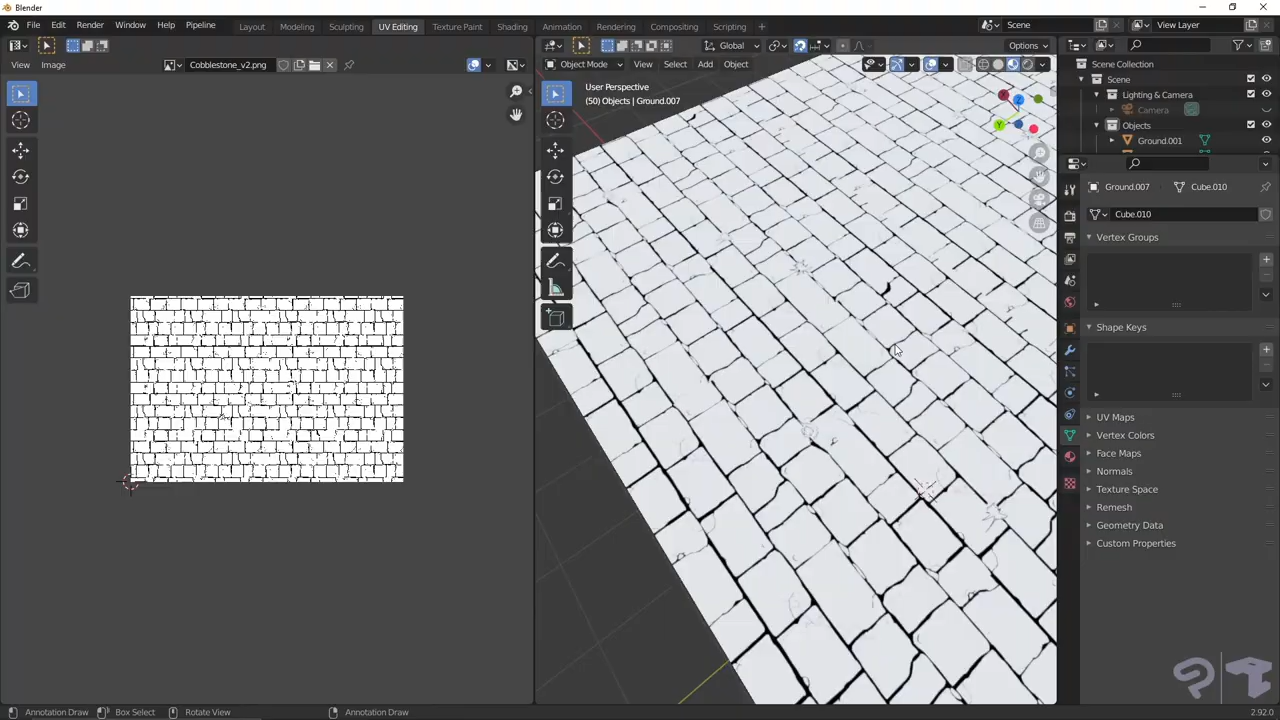 Blender
File Edit Render Window Help Pipeline
Layout Modeling Sculpting UV Editing Texture Paint Shading Animation Rendering Compositing Scripting +
Scene
View Layer
Global
Options
View Image
Cobblestone_v2.png
Object Mode View Select Add Object
User Perspective
(50) Objects | Ground.007
Z
Y
Scene Collection
Scene
Lighting & Camera
Camera
Objects
Ground.001
Ground.007
Cube.010
Cube.010
Vertex Groups
Shape Keys
UV Maps
Vertex Colors
Face Maps
Normals
Texture Space
Remesh
Geometry Data
Custom Properties
Annotation Draw Box Select Rotate View Annotation Draw
2.92.0